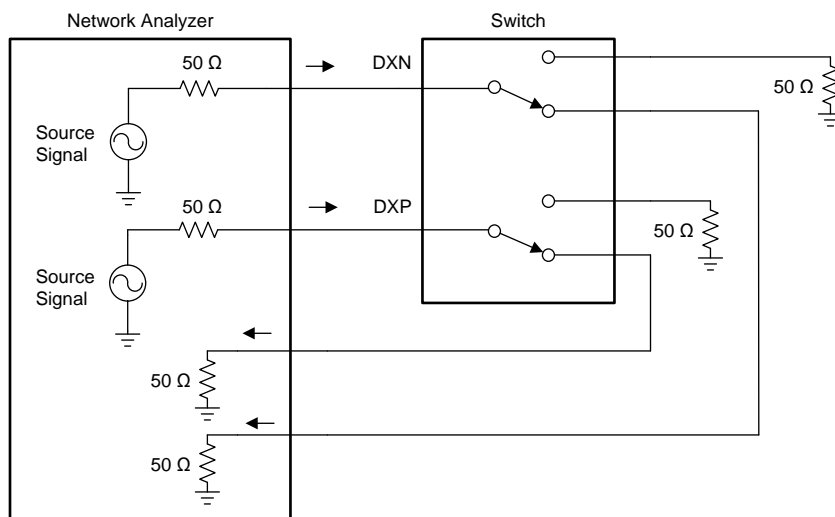 Network Analyzer
Switch
50 Ω
DXN
50 Ω
Source
Signal
50 Ω
DXP
50 Ω
Source
Signal
50 Ω
50 Ω